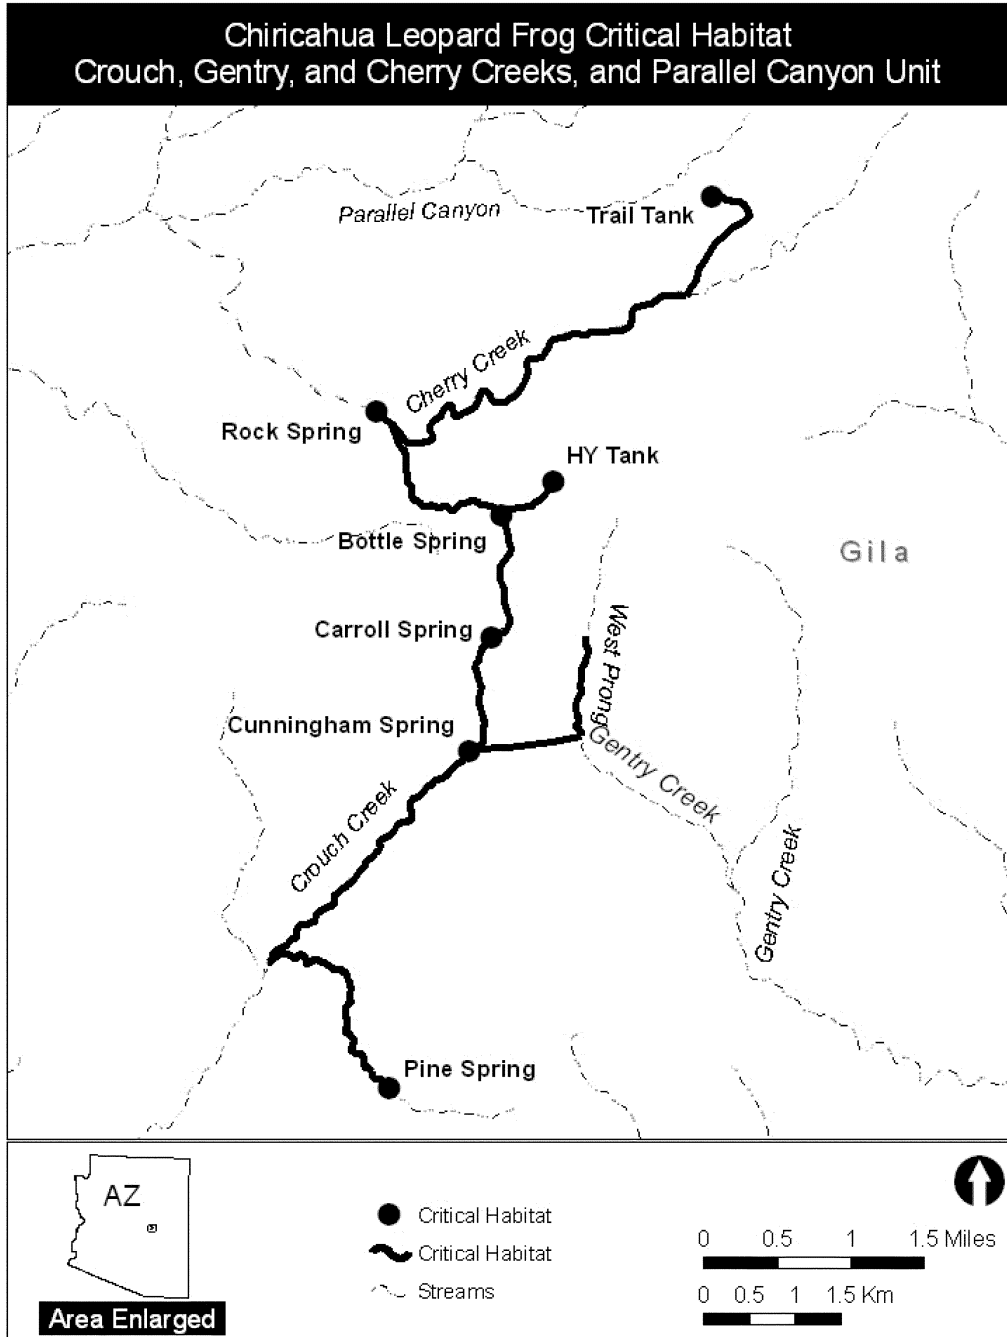 Chiricahua Leopard Frog Critical Habitat
Crouch, Gentry, and Cherry Creeks, and Parallel Canyon Unit
Parallel Canyon
Trail Tank
Cherry Creek
Rock Spring
HY Tank
Bottle Spring
Gila
Carroll Spring
West Prong
Cunningham Spring
Gentry Creek
Crouch Creek
Gentry Creek
Pine Spring
AZ
Area Enlarged
Critical Habitat
Critical Habitat
Streams
0 0.5 1 1.5 Miles
0 0.5 1 1.5 Km